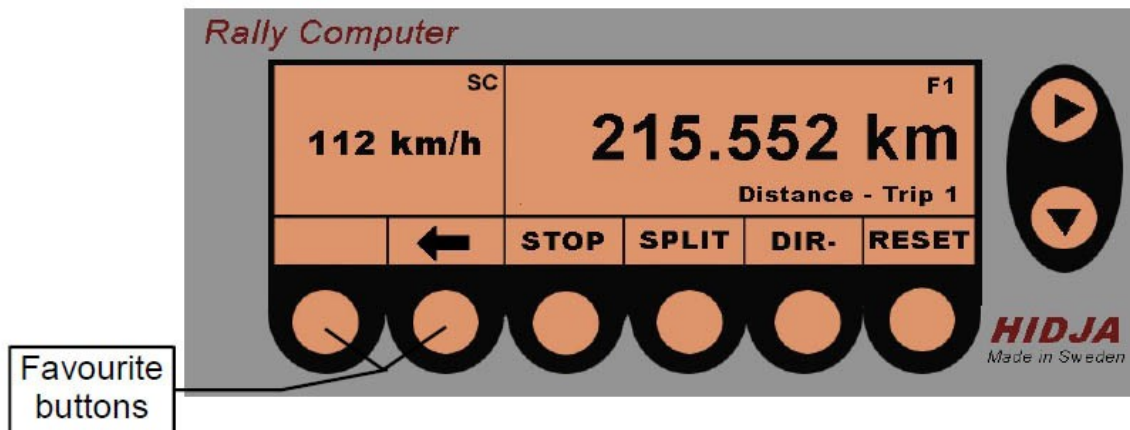 Rally Computer
SC
F1
112 km/h
215.552 km
Distance - Trip 1
STOP SPLIT DIR- RESET
HIDJA
Made in Sweden
Favourite
buttons